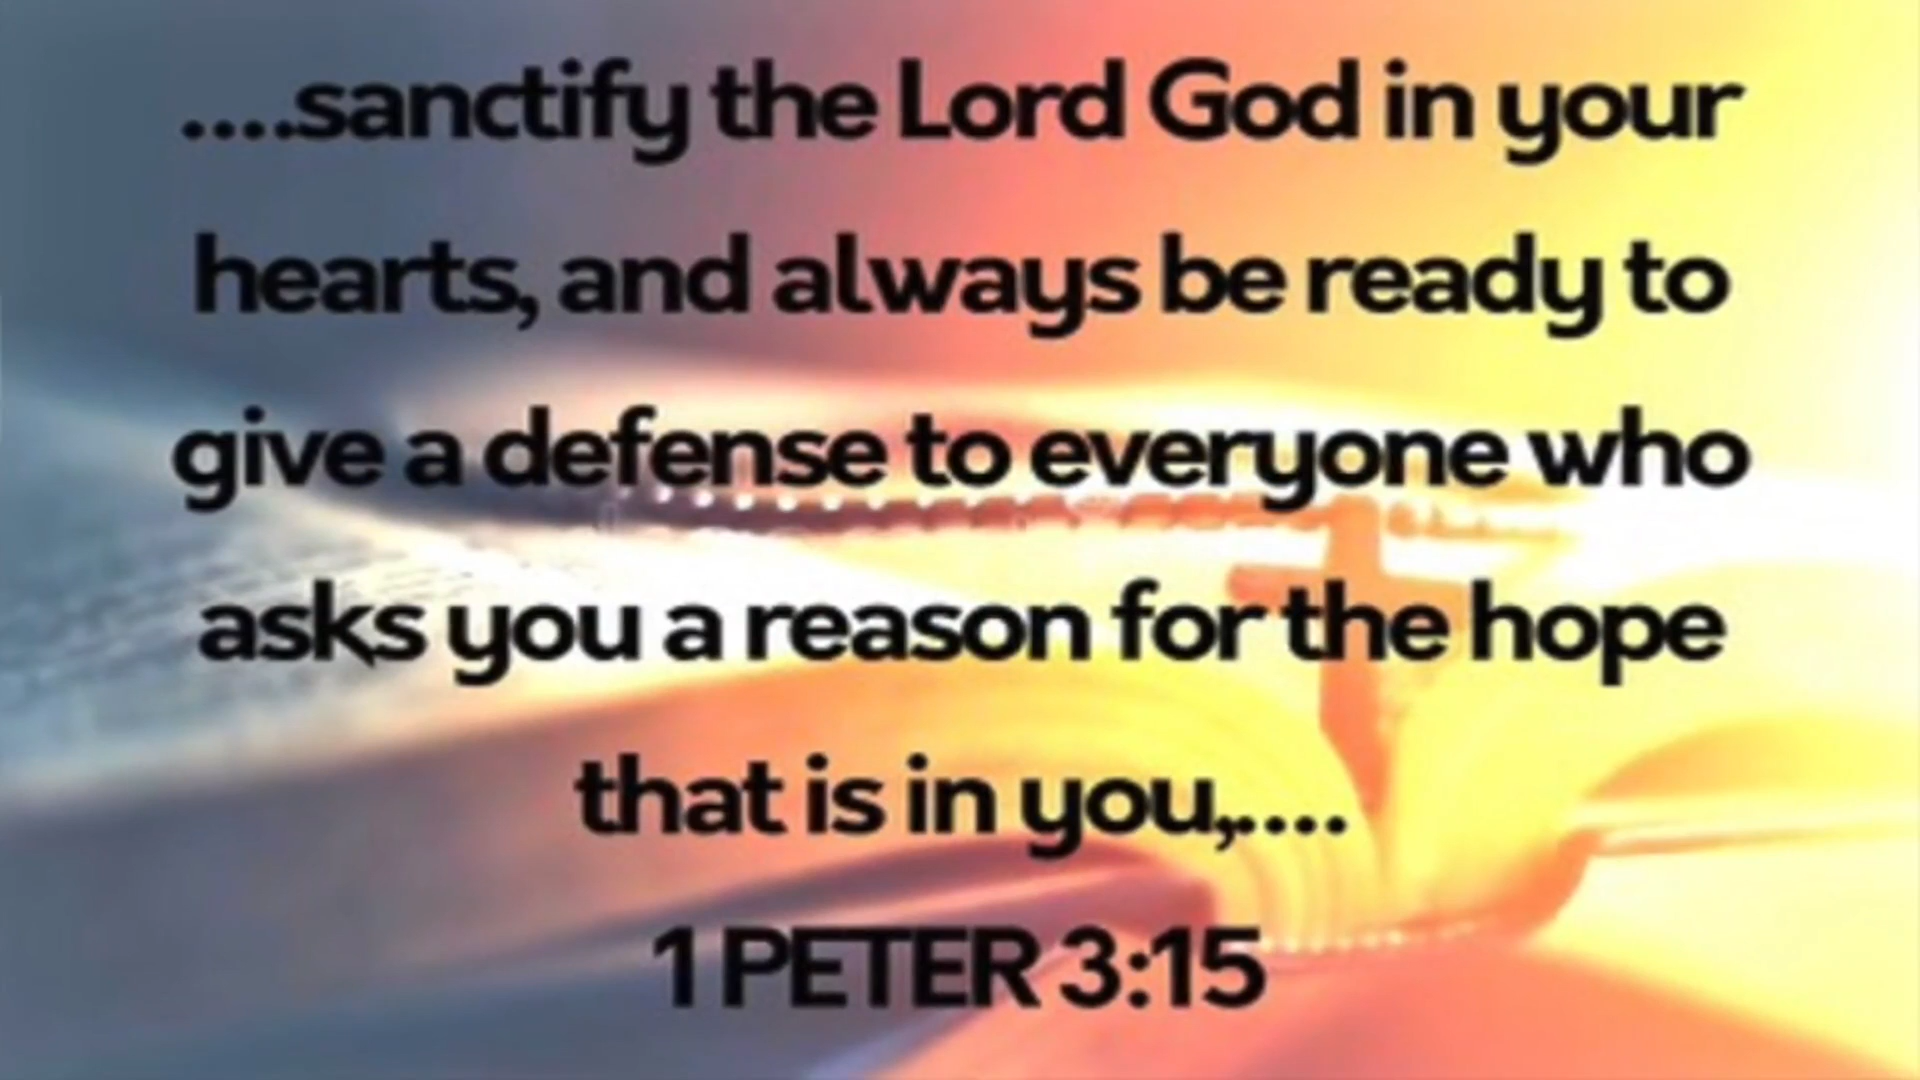 ....sanctify the Lord God in your
hearts, and always be ready to
give a defense to everyone who
asks you a reason for the hope
that is in you,....
1 PETER 3:15